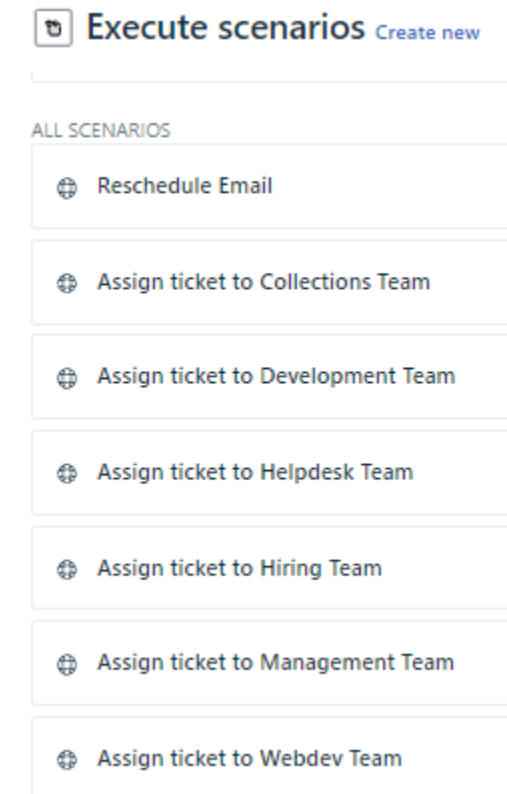 Execute scenarios Create new
ALL SCENARIOS
Reschedule Email
Assign ticket to Collections Team
Assign ticket to Development Team
Assign ticket to Helpdesk Team
Assign ticket to Hiring Team
Assign ticket to Management Team
Assign ticket to Webdev Team